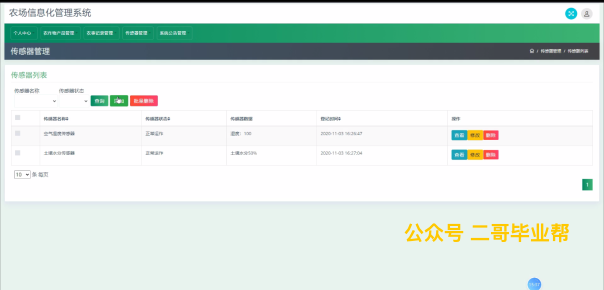 农场信息化管理系统
个人中心 农作物产品管理 农事记录管理 传感器管理 系统公告管理
传感器管理
/ 传感器管理 / 传感器列表
传感器列表
传感器名称 传感器状态
查询 添加 批量删除
传感器名称 传感器状态 传感器数据 登记时间 操作
空气温度传感器 正常运作 温度：100 2020-11-03 16:26:47 查看 修改 删除
土壤水分传感器 正常运作 土壤水分50% 2020-11-03 16:27:04 查看 修改 删除
10 条 每页
1
公众号 二哥毕业帮